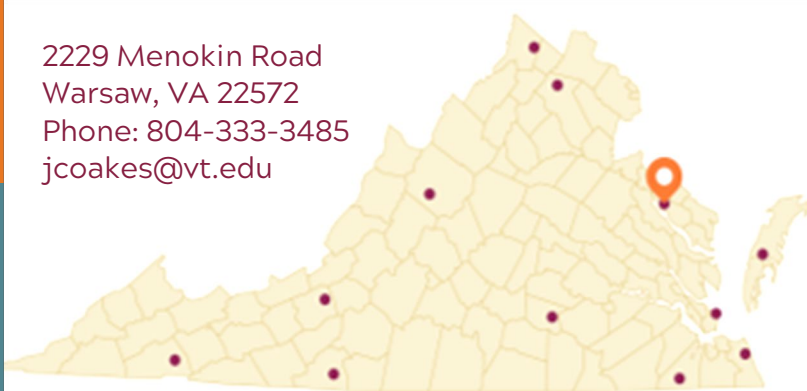 2229 Menokin Road
Warsaw, VA 22572
Phone: 804-333-3485
jcoakes@vt.edu